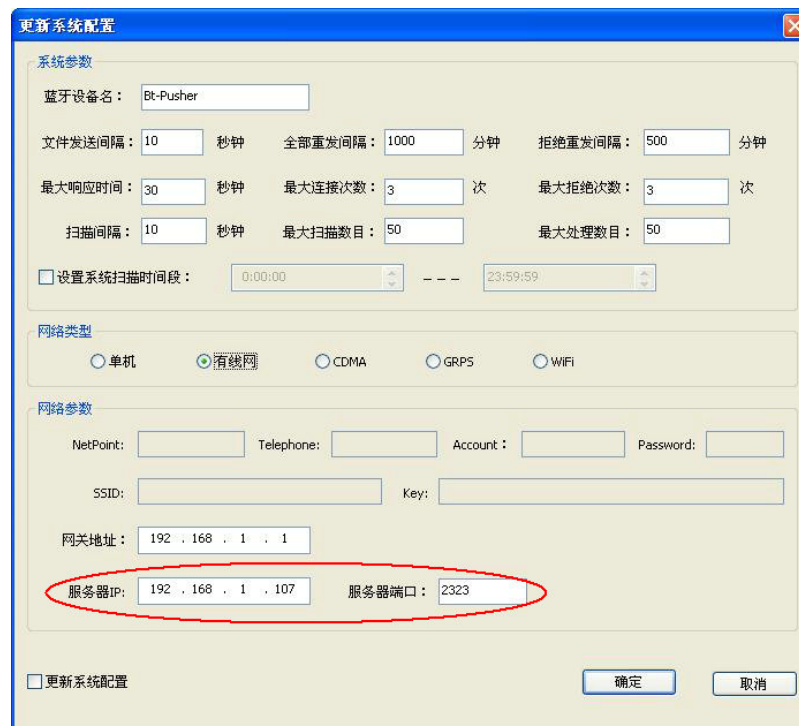 更新系统配置
系统参数
蓝牙设备名： Bt-Pusher
文件发送间隔： 10 秒钟 全部重发间隔： 1000 分钟 拒绝重发间隔： 500 分钟
最大响应时间： 30 秒钟 最大连接次数： 3 次 最大拒绝次数： 3 次
扫描间隔： 10 秒钟 最大扫描数目： 50 最大处理数目： 50
设置系统扫描时间段： 0:00:00 - - - 23:59:59
网络类型
单机 有线网 CDMA GRPS WiFi
网络参数
NetPoint: Telephone: Account： Password:
SSID: Key:
网关地址： 192 . 168 . 1 . 1
服务器IP: 192 . 168 . 1 . 107 服务器端口： 2323
更新系统配置 确定 取消